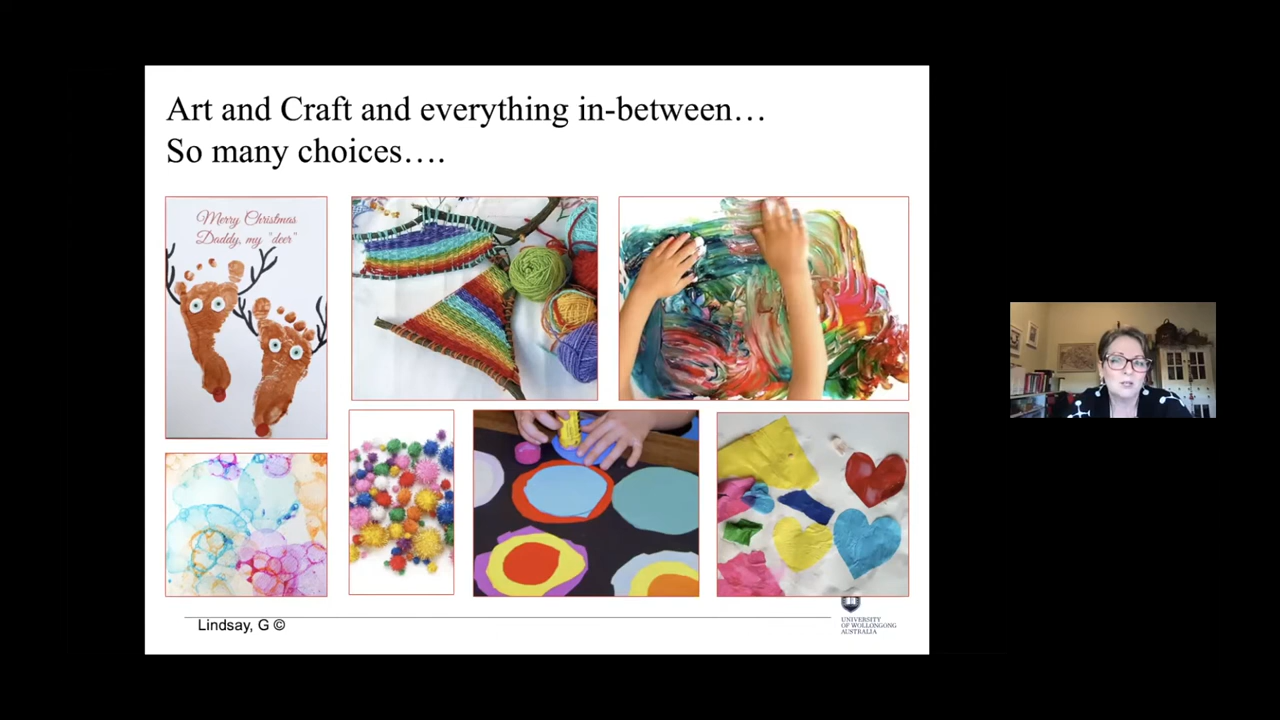 Art and Craft and everything in-between…
So many choices….
Merry Christmas
Daddy, my "deer"
Lindsay, G ©
UNIVERSITY
OF WOLLONGONG
AUSTRALIA